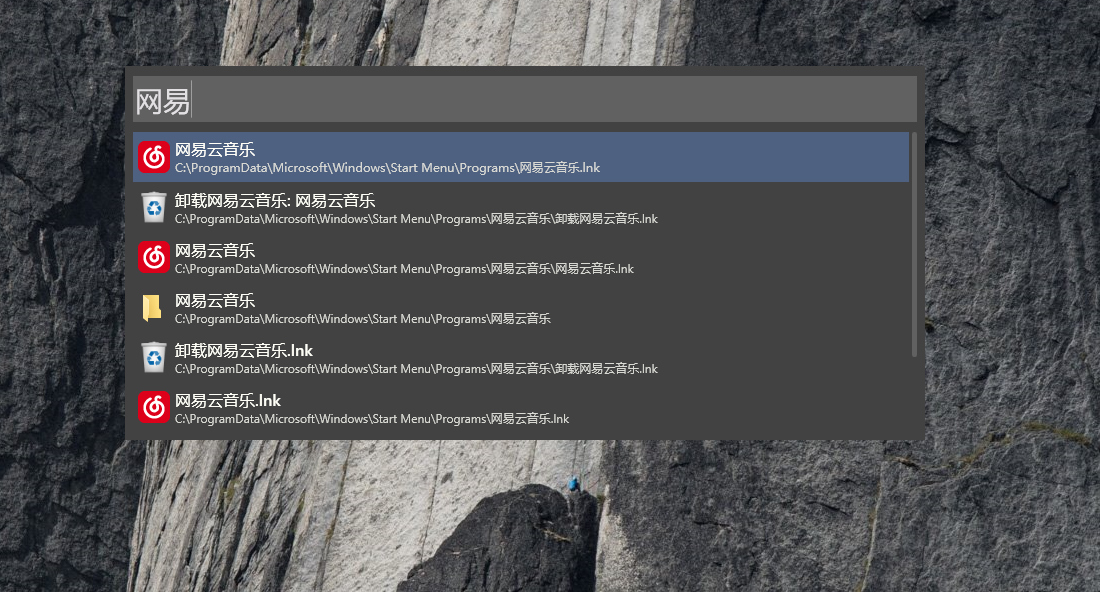 网易
网易云音乐
C:\ProgramData\Microsoft\Windows\Start Menu\Programs\网易云音乐.lnk
卸载网易云音乐: 网易云音乐
C:\ProgramData\Microsoft\Windows\Start Menu\Programs\网易云音乐\卸载网易云音乐.lnk
网易云音乐
C:\ProgramData\Microsoft\Windows\Start Menu\Programs\网易云音乐\网易云音乐.lnk
网易云音乐
C:\ProgramData\Microsoft\Windows\Start Menu\Programs\网易云音乐
卸载网易云音乐.lnk
C:\ProgramData\Microsoft\Windows\Start Menu\Programs\网易云音乐\卸载网易云音乐.lnk
网易云音乐.lnk
C:\ProgramData\Microsoft\Windows\Start Menu\Programs\网易云音乐.lnk